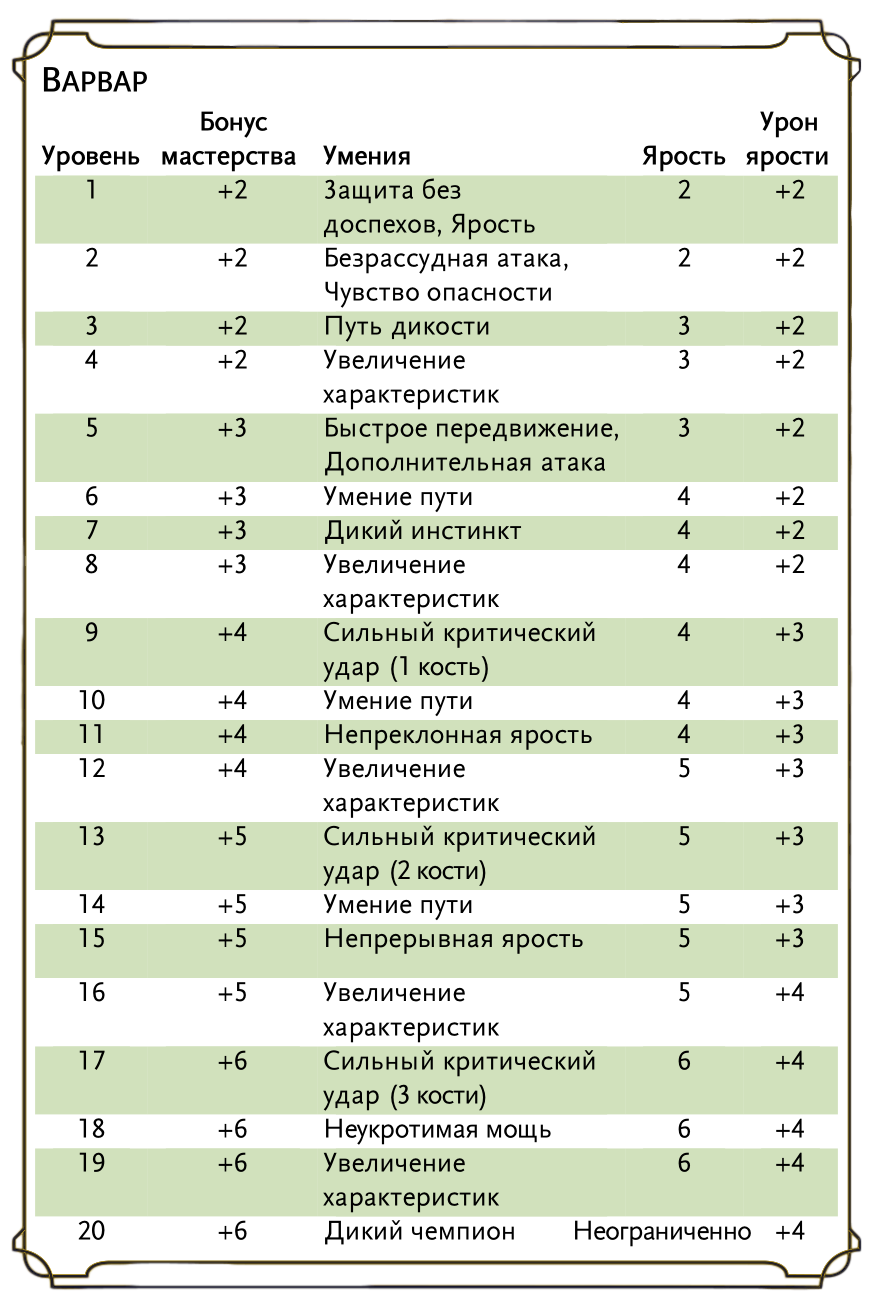 ВАРВАР
Бонус Урон
Уровень мастерства Умения Ярость ярости
1 +2 Защита без 2 +2
доспехов, Ярость
2 +2 Безрассудная атака, 2 +2
Чувство опасности
3 +2 Путь дикости 3 +2
4 +2 Увеличение 3 +2
характеристик
5 +3 Быстрое передвижение, 3 +2
Дополнительная атака
6 +3 Умение пути 4 +2
7 +3 Дикий инстинкт 4 +2
8 +3 Увеличение 4 +2
характеристик
9 +4 Сильный критический 4 +3
удар (1 кость)
10 +4 Умение пути 4 +3
11 +4 Непреклонная ярость 4 +3
12 +4 Увеличение 5 +3
характеристик
13 +5 Сильный критический 5 +3
удар (2 кости)
14 +5 Умение пути 5 +3
15 +5 Непрерывная ярость 5 +3
16 +5 Увеличение 5 +4
характеристик
17 +6 Сильный критический 6 +4
удар (3 кости)
18 +6 Неукротимая мощь 6 +4
19 +6 Увеличение 6 +4
характеристик
20 +6 Дикий чемпион Неограниченно +4